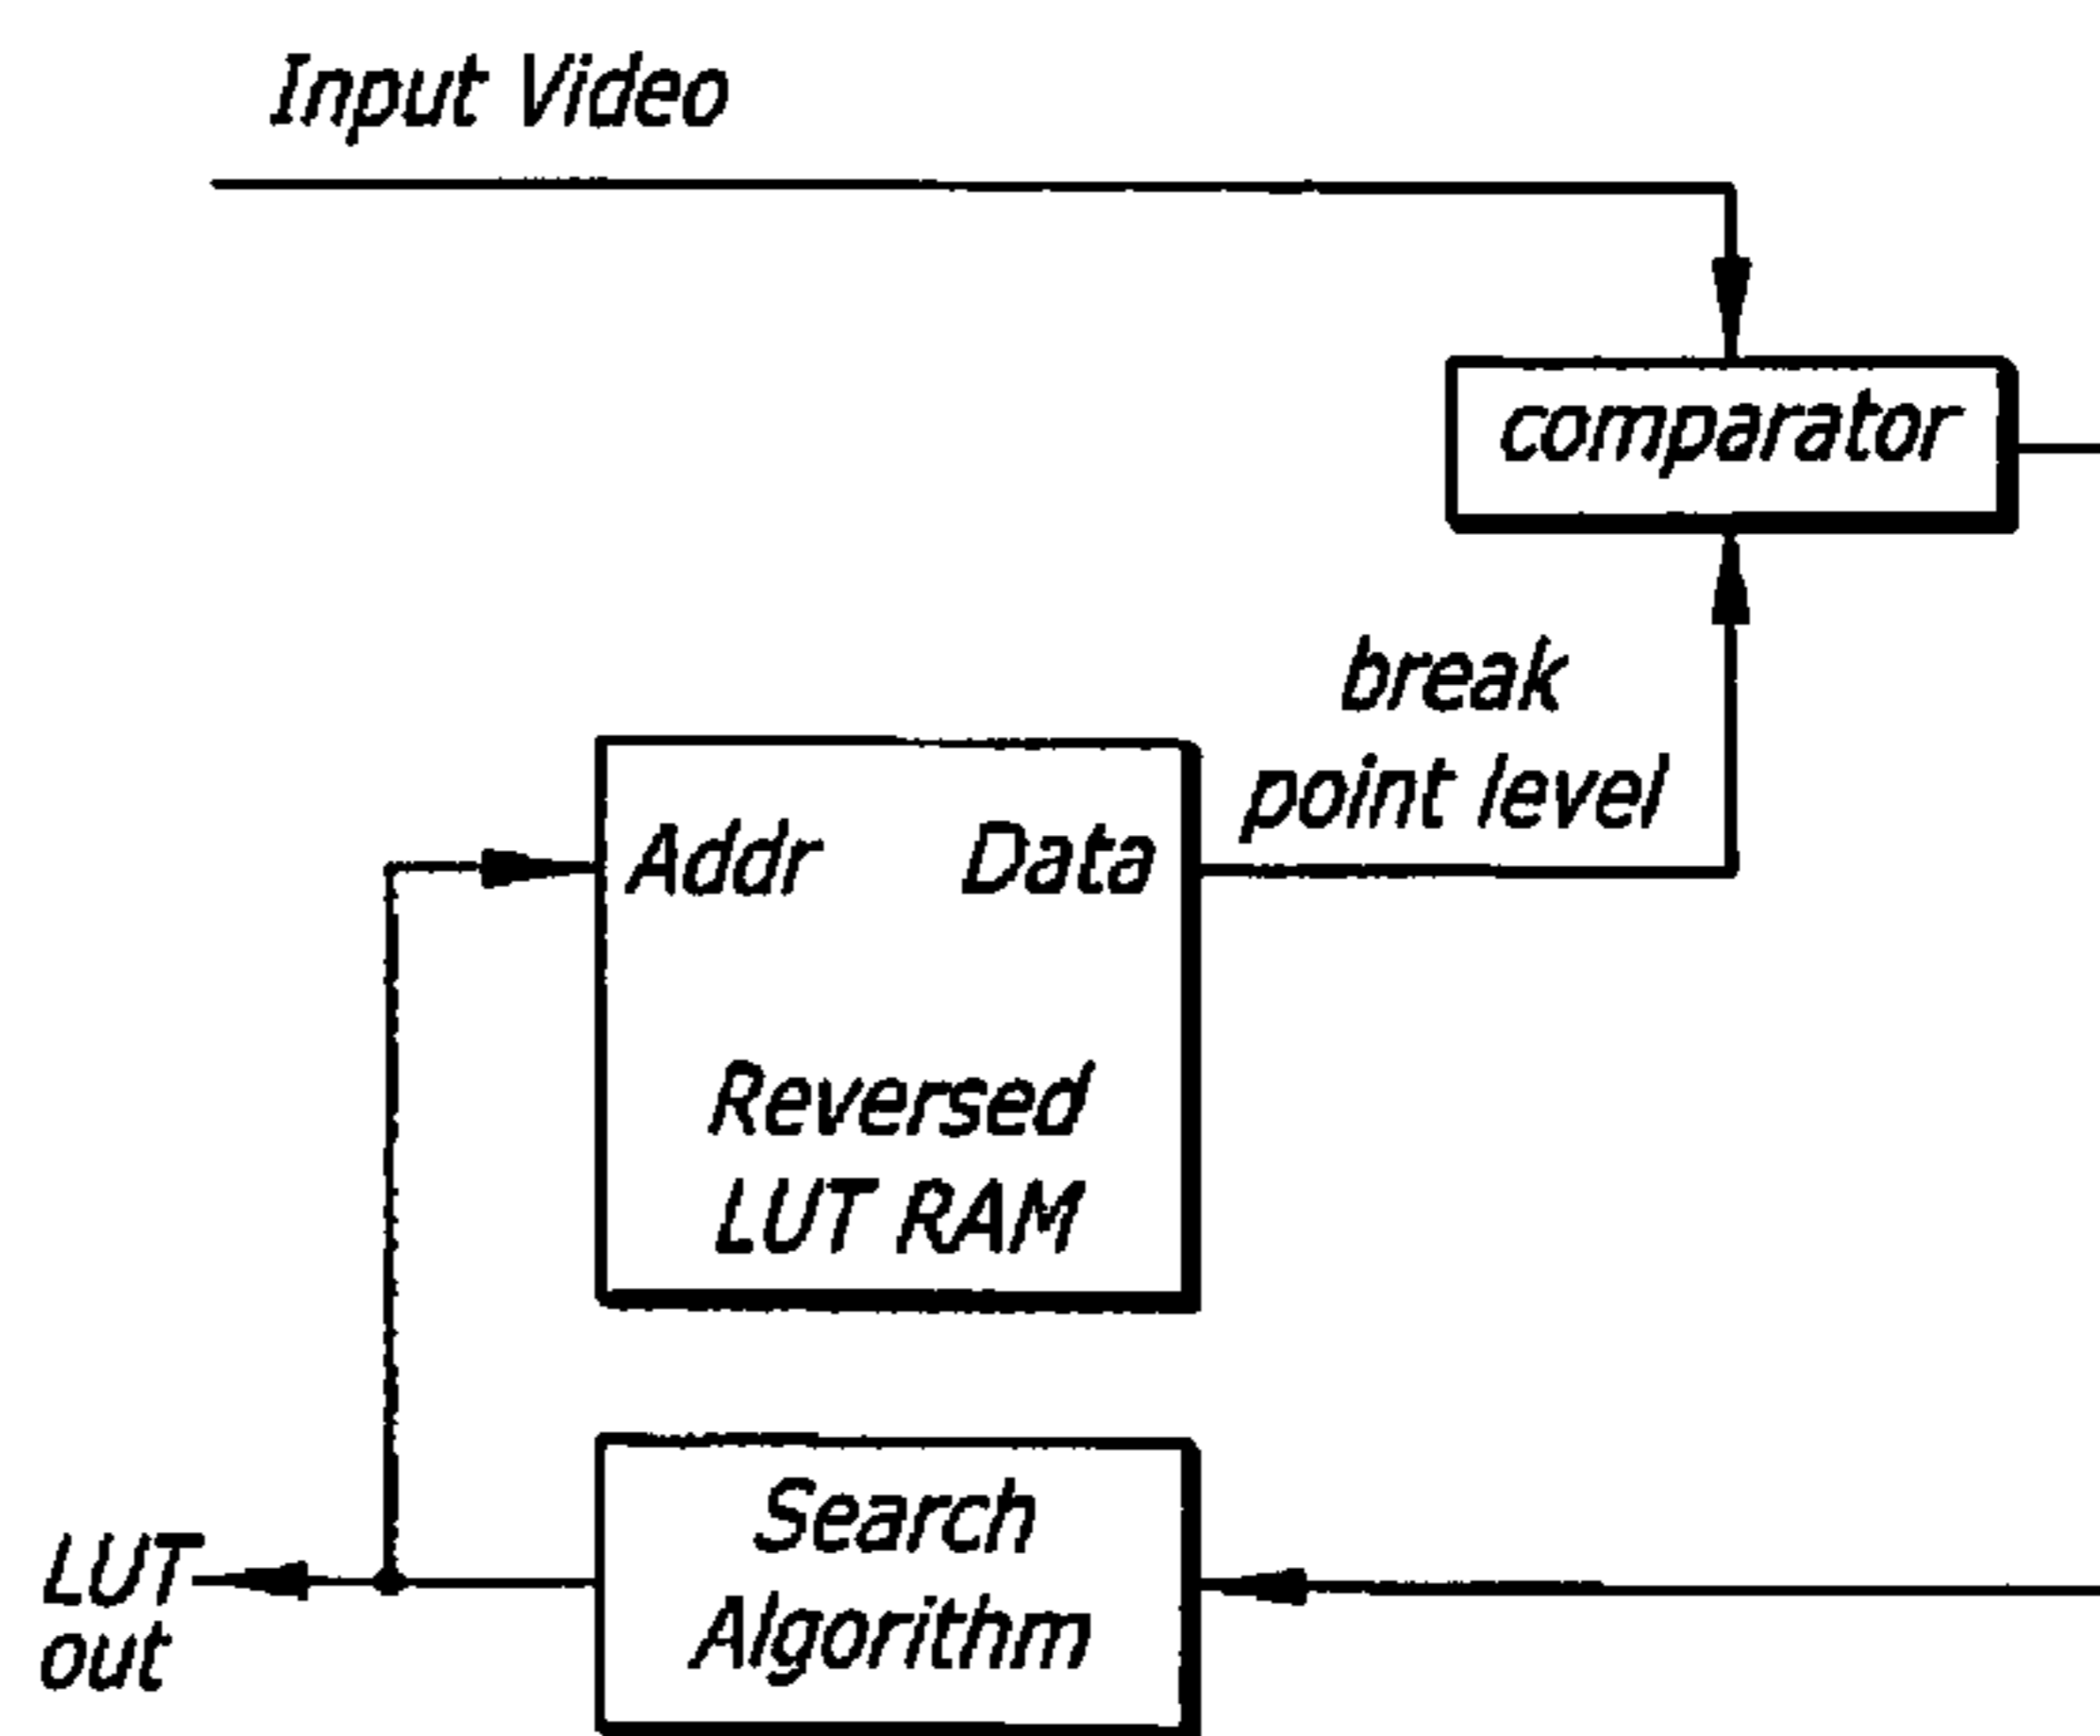 Input Video
comparator
break
point level
Addr Data
Reversed
LUT RAM
Search
Algorithm
LUT
out